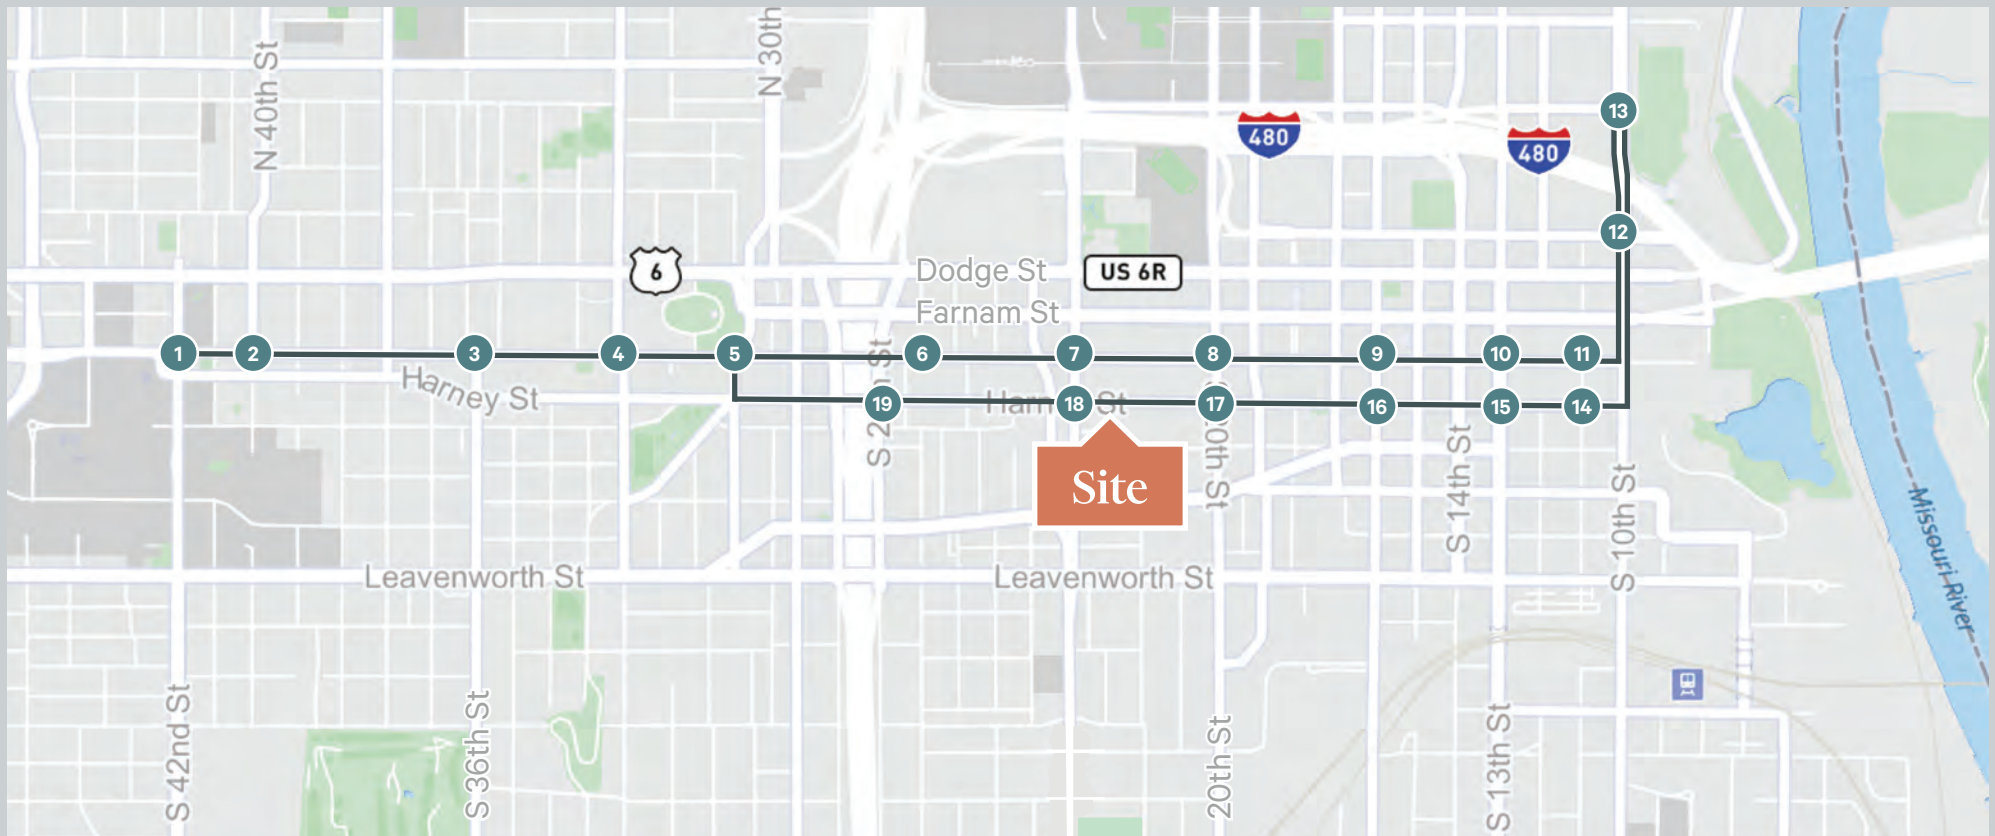 N 40th St
N 30th
480
480
13
12
6
Dodge St
US 6R
Farnam St
1
2
3
4
5
6
7
8
9
10
11
Harney St
19
18
17
16
15
14
Site
S 14th St
S 10th St
Missouri River
Leavenworth St
Leavenworth St
S 42nd St
S 36th St
20th St
S 13th St